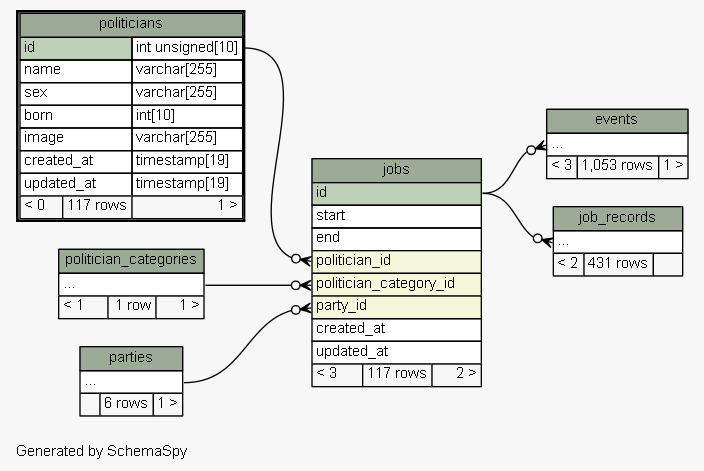 politicians
id int unsigned[10]
name varchar[255]
sex varchar[255]
born int[10]
image varchar[255]
created_at timestamp[19]
updated_at timestamp[19]
< 0 117 rows 1 >
politician_categories
...
< 1 1 row 1 >
parties
...
6 rows 1 >
jobs
id
start
end
politician_id
politician_category_id
party_id
created_at
updated_at
< 3 117 rows 2 >
events
...
< 3 1,053 rows 1 >
job_records
...
< 2 431 rows
Generated by SchemaSpy